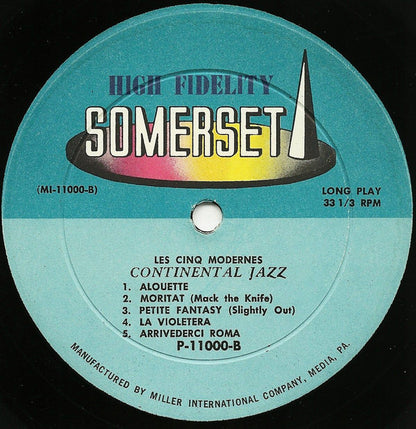 HIGH FIDELITY
SOMERSET
(MI-11000-B)
LONG PLAY
33 1/3 RPM
LES CINQ MODERNES
CONTINENTAL JAZZ
1. ALOUETTE
2. MORITAT (Mack the Knife)
3. PETITE FANTASY (Slightly Out)
4. LA VIOLETERA
5. ARRIVEDERCI ROMA
P-11000-B
MANUFACTURED BY MILLER INTERNATIONAL COMPANY, MEDIA, PA.